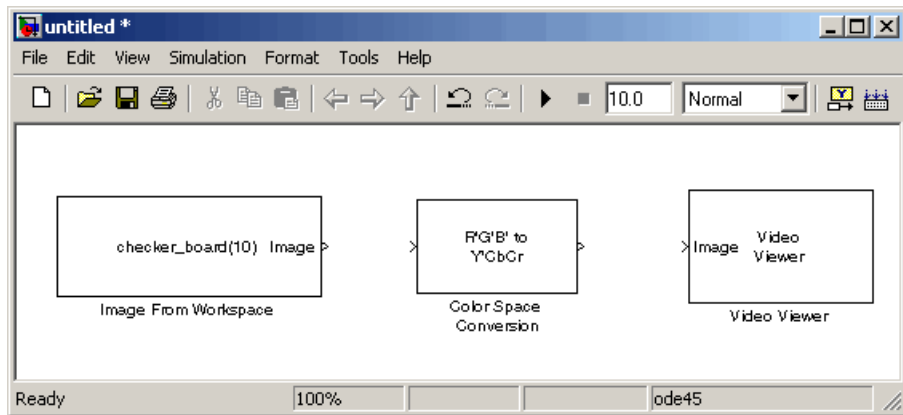 untitled *
File Edit View Simulation Format Tools Help
10.0 Normal
checker_board(10) Image
Image From Workspace
R'G'B' to
Y'CbCr
Color Space
Conversion
Image Video
Viewer
Video Viewer
Ready 100% ode45